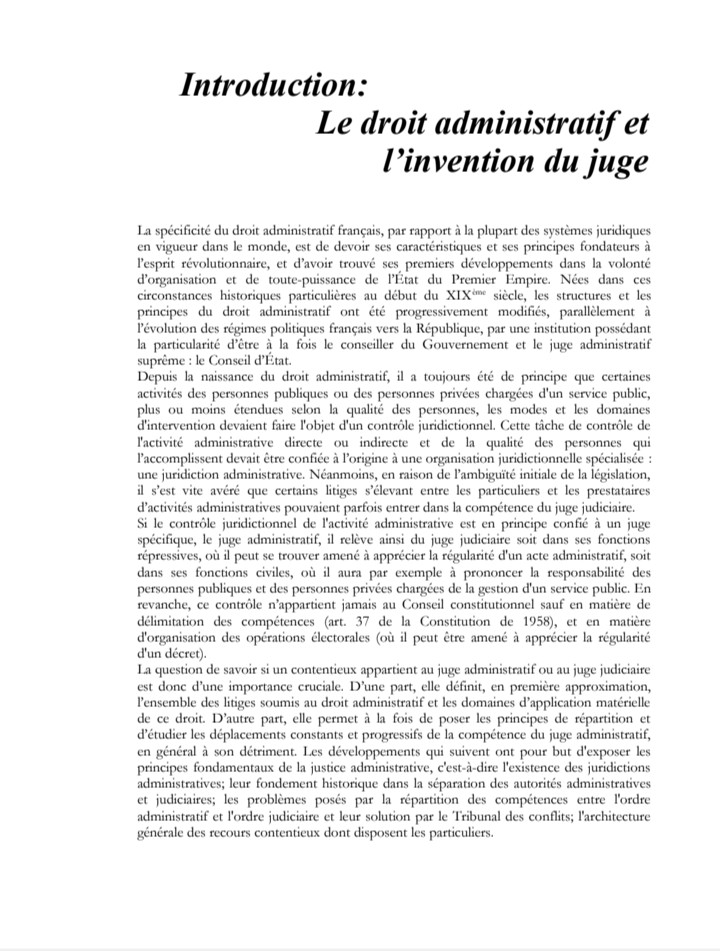 Introduction:
Le droit administratif et
l’invention du juge
La spécificité du droit administratif français, par rapport à la plupart des systèmes juridiques
en vigueur dans le monde, est de devoir ses caractéristiques et ses principes fondateurs à
l'esprit révolutionnaire, et d’avoir trouvé ses premiers développements dans la volonté
d’organisation et de toute-puissance de l’État du Premier Empire. Nées dans ces
circonstances historiques particulières au début du XIXème siècle, les structures et les
principes du droit administratif ont été progressivement modifiés, parallèlement à
l’évolution des régimes politiques français vers la République, par une institution possédant
la particularité d’être à la fois le conseiller du Gouvernement et le juge administratif
suprême : le Conseil d’État.
Depuis la naissance du droit administratif, il a toujours été de principe que certaines
activités des personnes publiques ou des personnes privées chargées d'un service public,
plus ou moins étendues selon la qualité des personnes, les modes et les domaines
d'intervention devaient faire l'objet d'un contrôle juridictionnel. Cette tâche de contrôle de
l'activité administrative directe ou indirecte et de la qualité des personnes qui
l’accomplissent devait être confiée à l’origine à une organisation juridictionnelle spécialisée :
une juridiction administrative. Néanmoins, en raison de l’ambiguïté initiale de la législation,
il s’est vite avéré que certains litiges s’élevant entre les particuliers et les prestataires
d’activités administratives pouvaient parfois entrer dans la compétence du juge judiciaire.
Si le contrôle juridictionnel de l'activité administrative est en principe confié à un juge
spécifique, le juge administratif, il relève ainsi du juge judiciaire soit dans ses fonctions
répressives, où il peut se trouver amené à apprécier la régularité d'un acte administratif, soit
dans ses fonctions civiles, où il aura par exemple à prononcer la responsabilité des
personnes publiques et des personnes privées chargées de la gestion d'un service public. En
revanche, ce contrôle n’appartient jamais au Conseil constitutionnel sauf en matière de
délimitation des compétences (art. 37 de la Constitution de 1958), et en matière
d'organisation des opérations électorales (où il peut être amené à apprécier la régularité
d'un décret).
La question de savoir si un contentieux appartient au juge administratif ou au juge judiciaire
est donc d’une importance cruciale. D’une part, elle définit, en première approximation,
l’ensemble des litiges soumis au droit administratif et les domaines d’application matérielle
de ce droit. D’autre part, elle permet à la fois de poser les principes de répartition et
d’étudier les déplacements constants et progressifs de la compétence du juge administratif,
en général à son détriment. Les développements qui suivent ont pour but d'exposer les
principes fondamentaux de la justice administrative, c'est-à-dire l'existence des juridictions
administratives; leur fondement historique dans la séparation des autorités administratives
et judiciaires; les problèmes posés par la répartition des compétences entre l'ordre
administratif et l'ordre judiciaire et leur solution par le Tribunal des conflits; l'architecture
générale des recours contentieux dont disposent les particuliers.